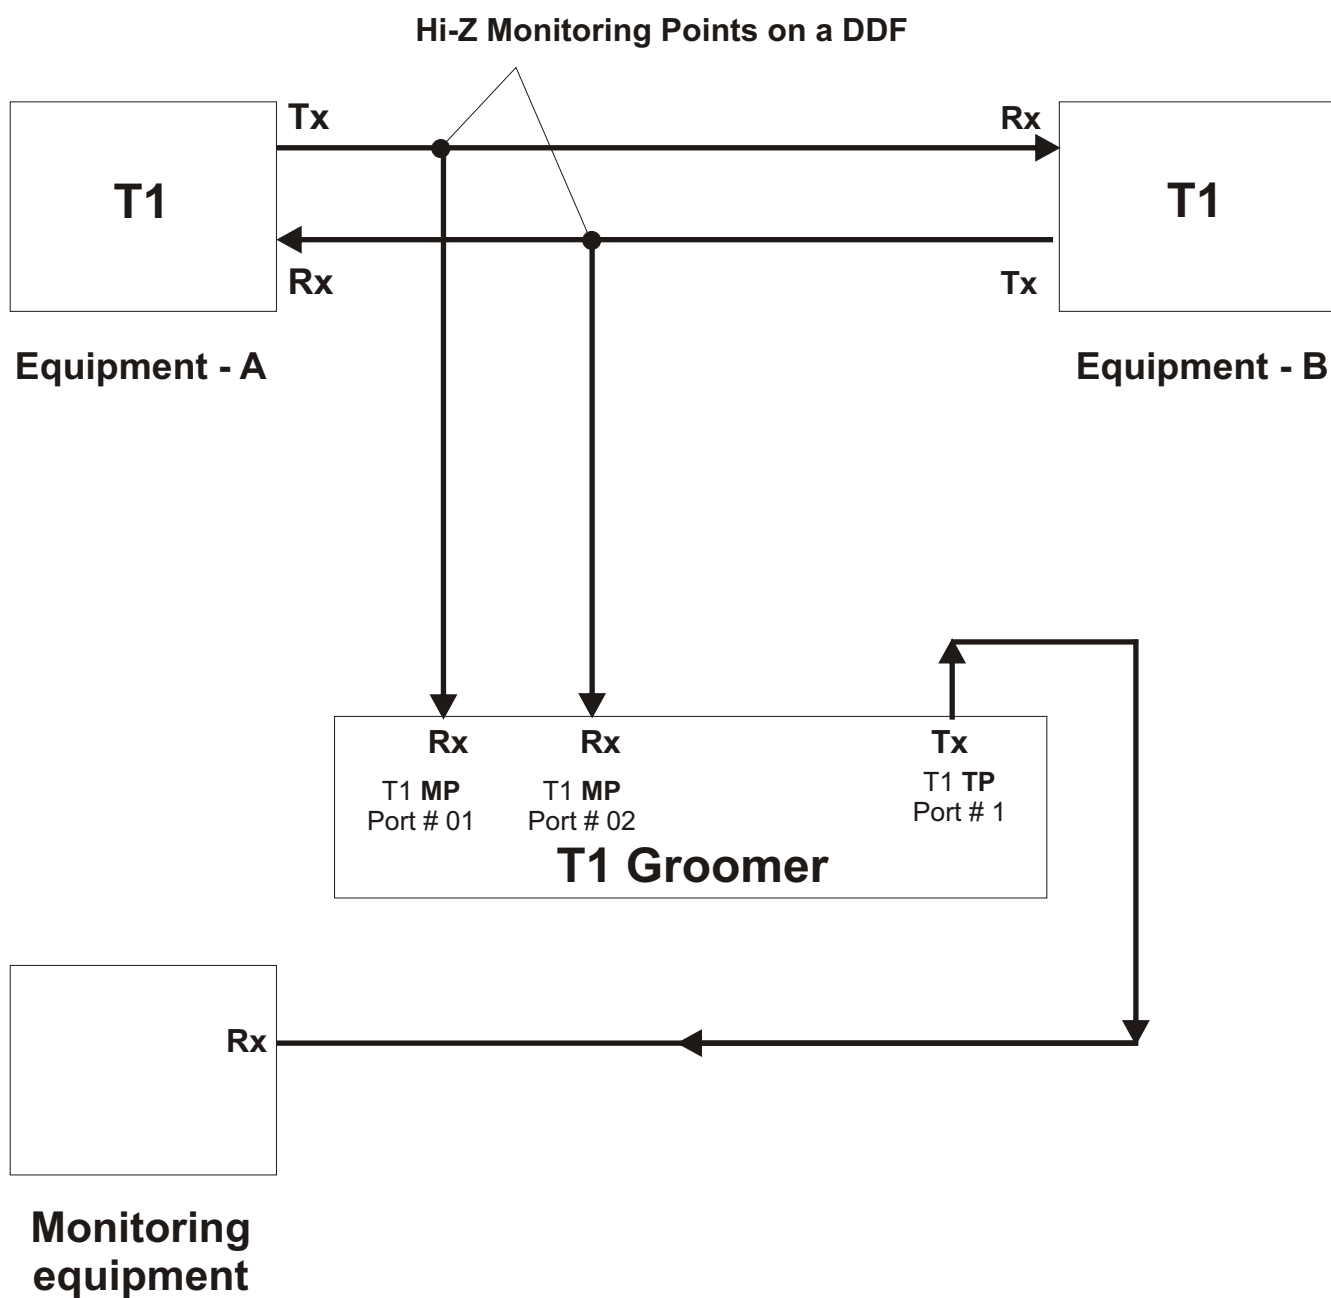 Hi-Z Monitoring Points on a DDF
Tx
Rx
T1
T1
Rx
Tx
Equipment - A
Equipment - B
Rx
Rx
Tx
T1 MP
Port # 01
T1 MP
Port # 02
T1 TP
Port # 1
T1 Groomer
Rx
Monitoring
equipment